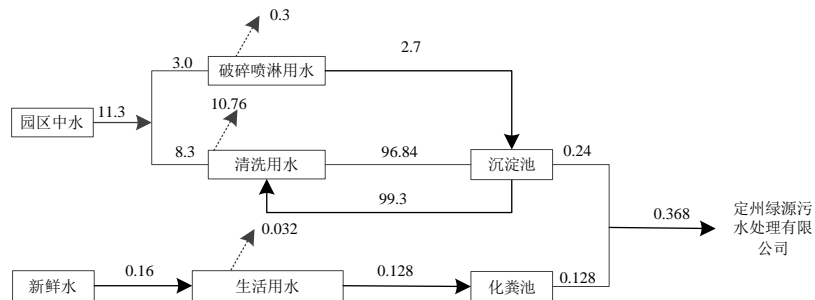 0.3
3.0
破碎喷淋用水
2.7
园区中水
11.3
10.76
8.3
清洗用水
96.84
沉淀池
0.24
99.3
0.368
定州绿源污
水处理有限
公司
0.032
新鲜水
0.16
生活用水
0.128
化粪池
0.128